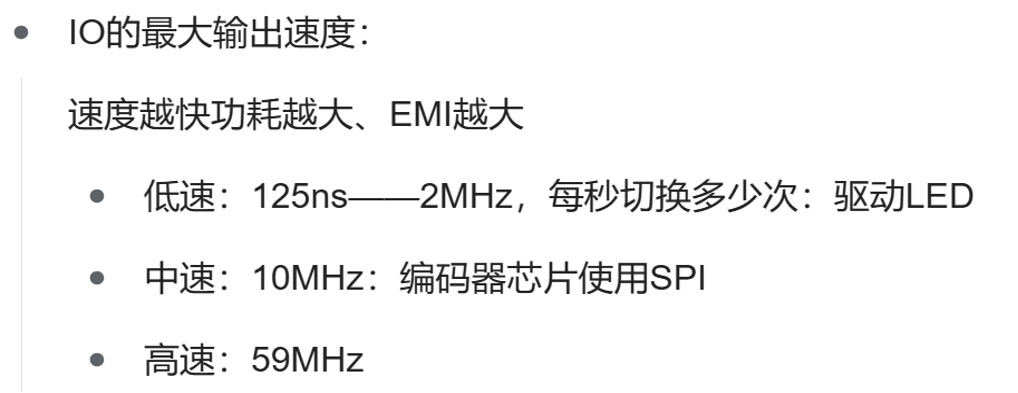 IO的最大输出速度：
速度越快功耗越大、EMI越大
低速：125ns——2MHz，每秒切换多少次：驱动LED
中速：10MHz：编码器芯片使用SPI
高速：59MHz